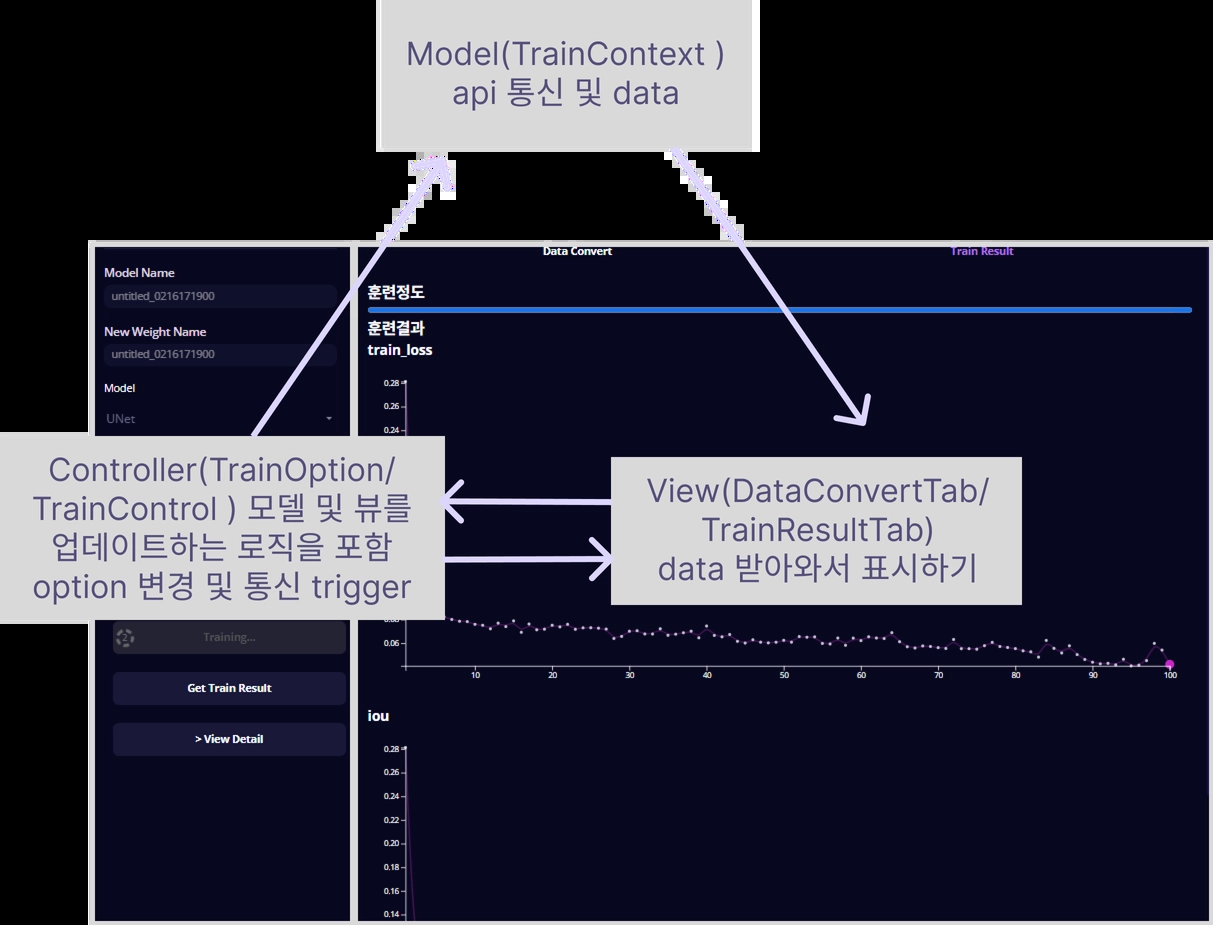 Model(TrainContext )
api 통신 및 data
Data Convert
Train Result
Model Name
untitled_0216171900
New Weight Name
untitled_0216171900
Model
UNet
훈련정도
훈련결과
train_loss
0.28
0.26
0.24
Controller(TrainOption/
TrainControl ) 모델 및 뷰를
업데이트하는 로직을 포함
option 변경 및 통신 trigger
View(DataConvertTab/
TrainResultTab)
data 받아와서 표시하기
Training...
Get Train Result
> View Detail
0.06
10 20 30 40 50 60 70 80 90 100
iou
0.28
0.26
0.24
0.22
0.20
0.18
0.16
0.14